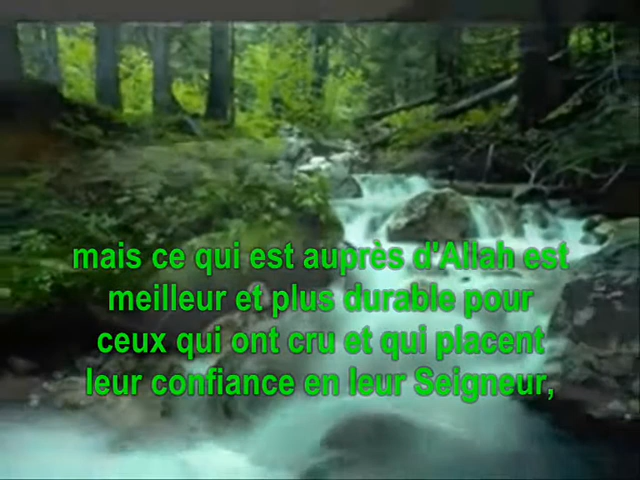 mais ce qui est auprès d'Allah est
meilleur et plus durable pour
ceux qui ont cru et qui placent
leur confiance en leur Seigneur,